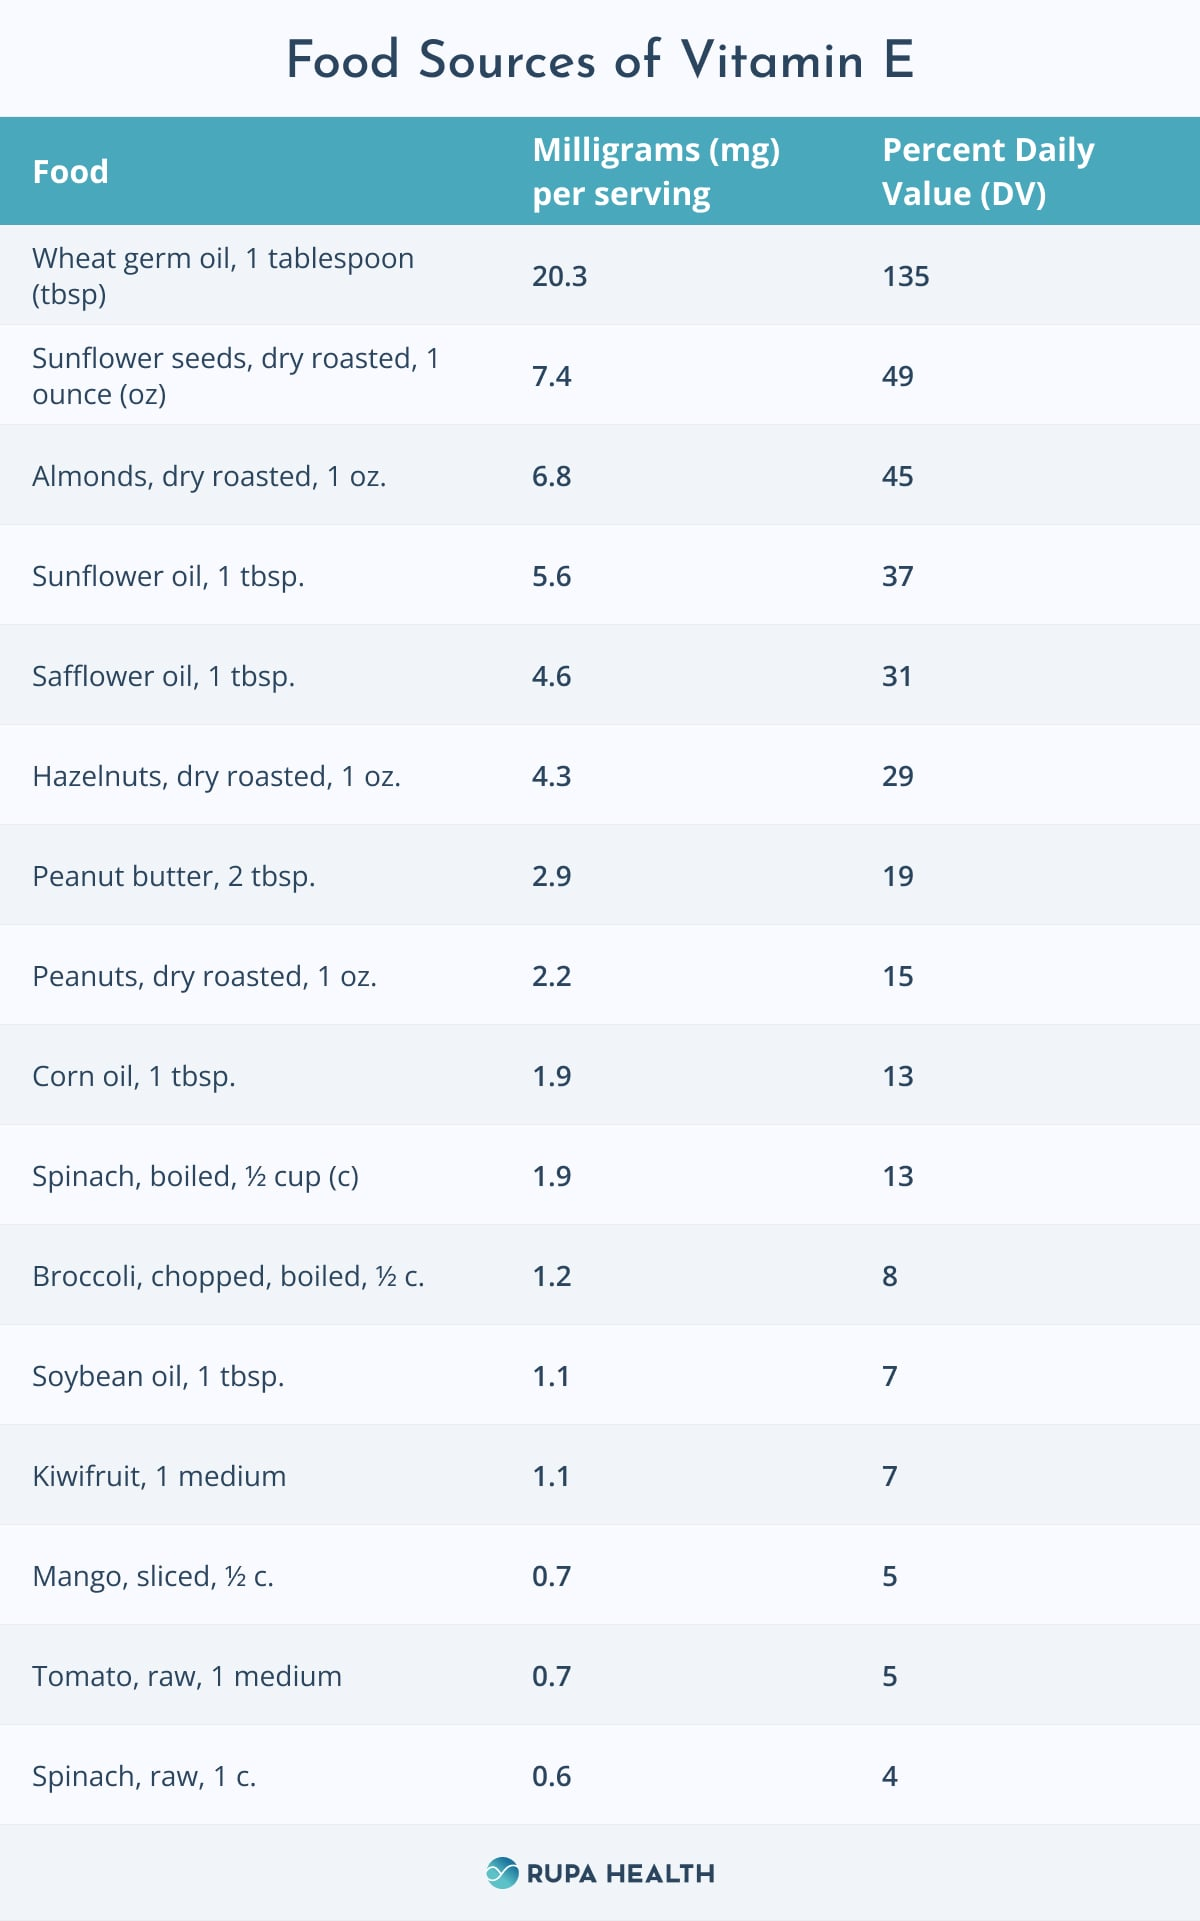 Food Sources of Vitamin E
Food
Milligrams (mg)
per serving
Percent Daily
Value (DV)
Wheat germ oil, 1 tablespoon
(tbsp)
20.3
135
Sunflower seeds, dry roasted, 1
ounce (oz)
7.4
49
Almonds, dry roasted, 1 oz.
6.8
45
Sunflower oil, 1 tbsp.
5.6
37
Safflower oil, 1 tbsp.
4.6
31
Hazelnuts, dry roasted, 1 oz.
4.3
29
Peanut butter, 2 tbsp.
2.9
19
Peanuts, dry roasted, 1 oz.
2.2
15
Corn oil, 1 tbsp.
1.9
13
Spinach, boiled, ½ cup (c)
1.9
13
Broccoli, chopped, boiled, ½ c.
1.2
8
Soybean oil, 1 tbsp.
1.1
7
Kiwifruit, 1 medium
1.1
7
Mango, sliced, ½ c.
0.7
5
Tomato, raw, 1 medium
0.7
5
Spinach, raw, 1 c.
0.6
4
RUPA HEALTH